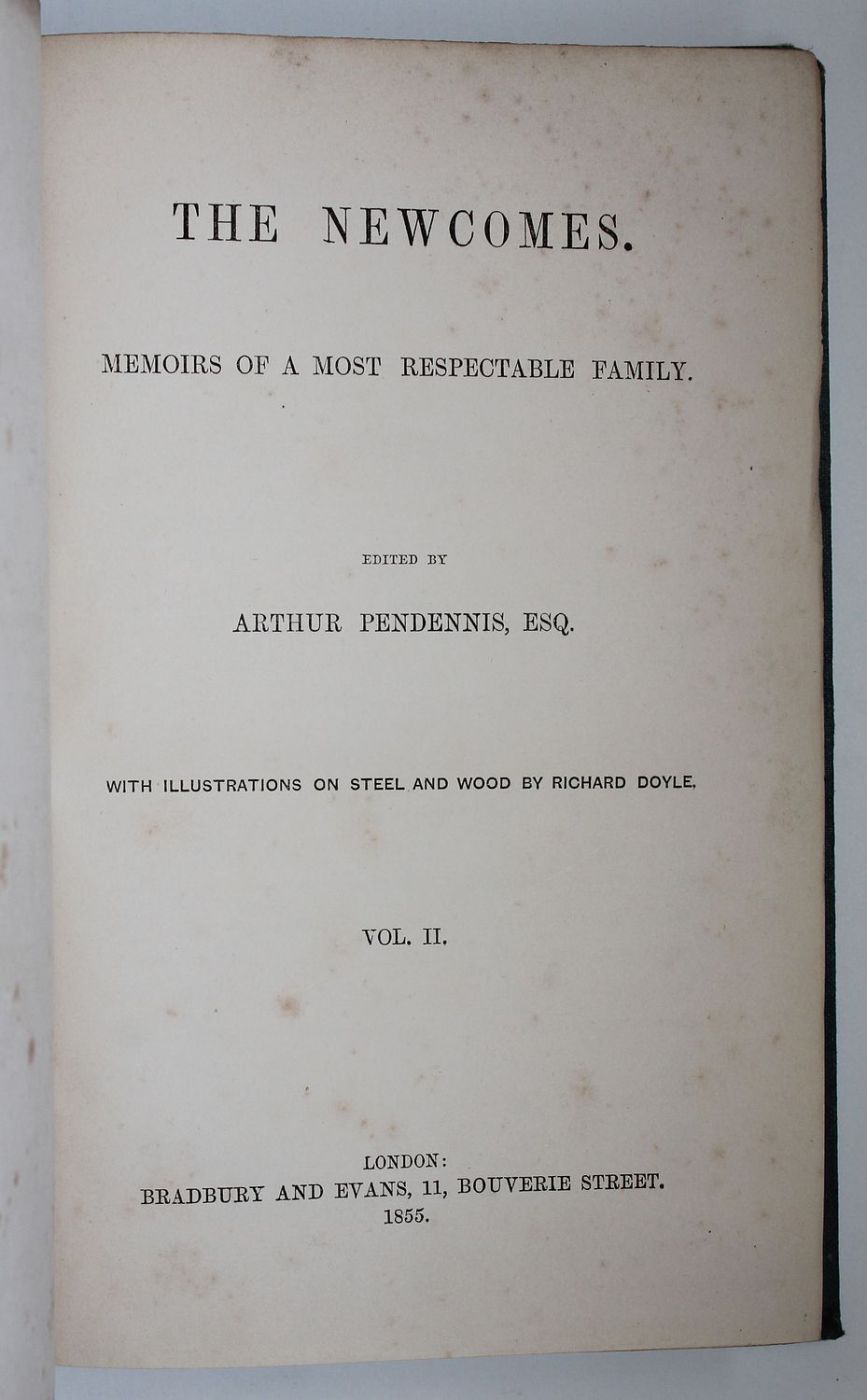 THE NEWCOMES.
MEMOIRS OF A MOST RESPECTABLE FAMILY.
EDITED BY
ARTHUR PENDENNIS, ESQ.
WITH ILLUSTRATIONS ON STEEL AND WOOD BY RICHARD DOYLE.
VOL. II.
LONDON:
BRADBURY AND EVANS, 11, BOUVERIE STREET.
1855.